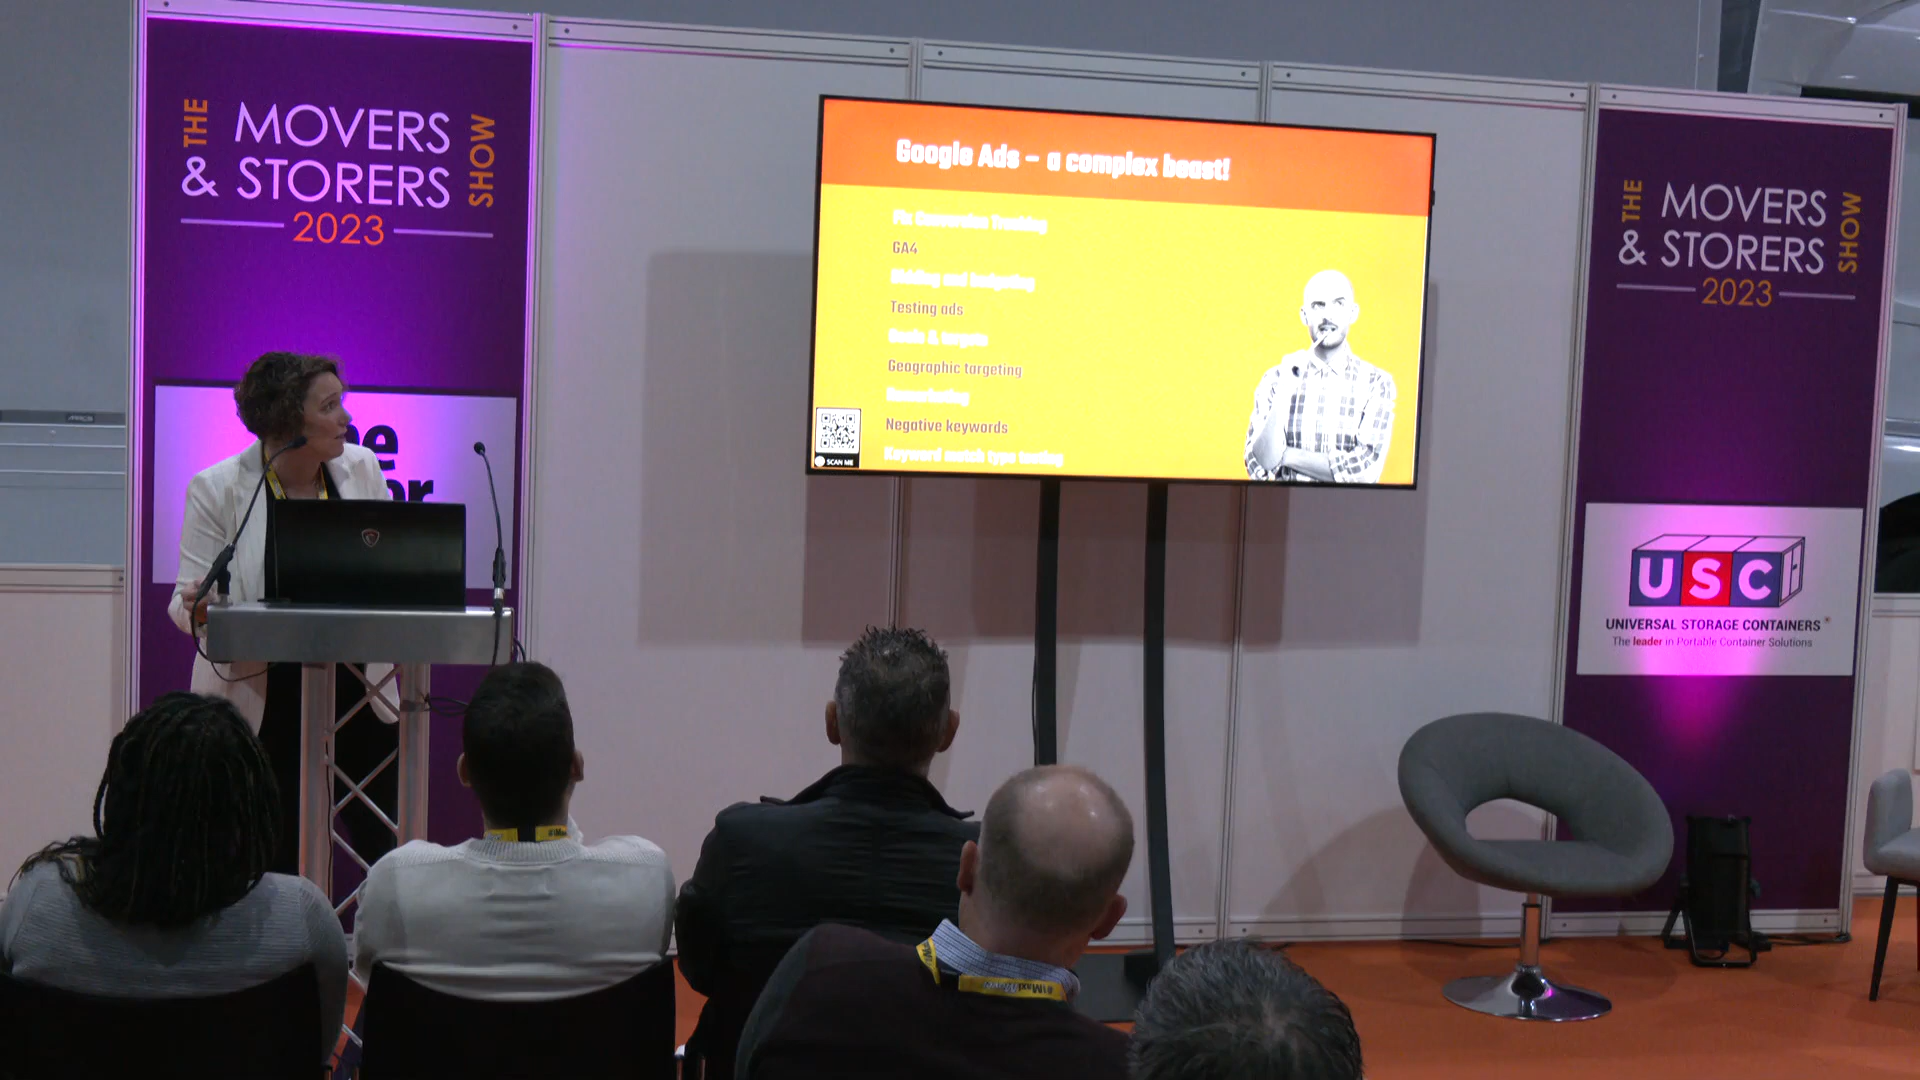 THE MOVERS & STORERS SHOW
2023
Google Ads – a complex beast!
Fix Conversion Tracking
GA4
Bidding and budgeting
Testing ads
Goals & targets
Geographic targeting
Remarketing
Negative keywords
Keyword match type testing
SCAN ME
THE MOVERS & STORERS SHOW
2023
USC
UNIVERSAL STORAGE CONTAINERS
The leader in Portable Container Solutions